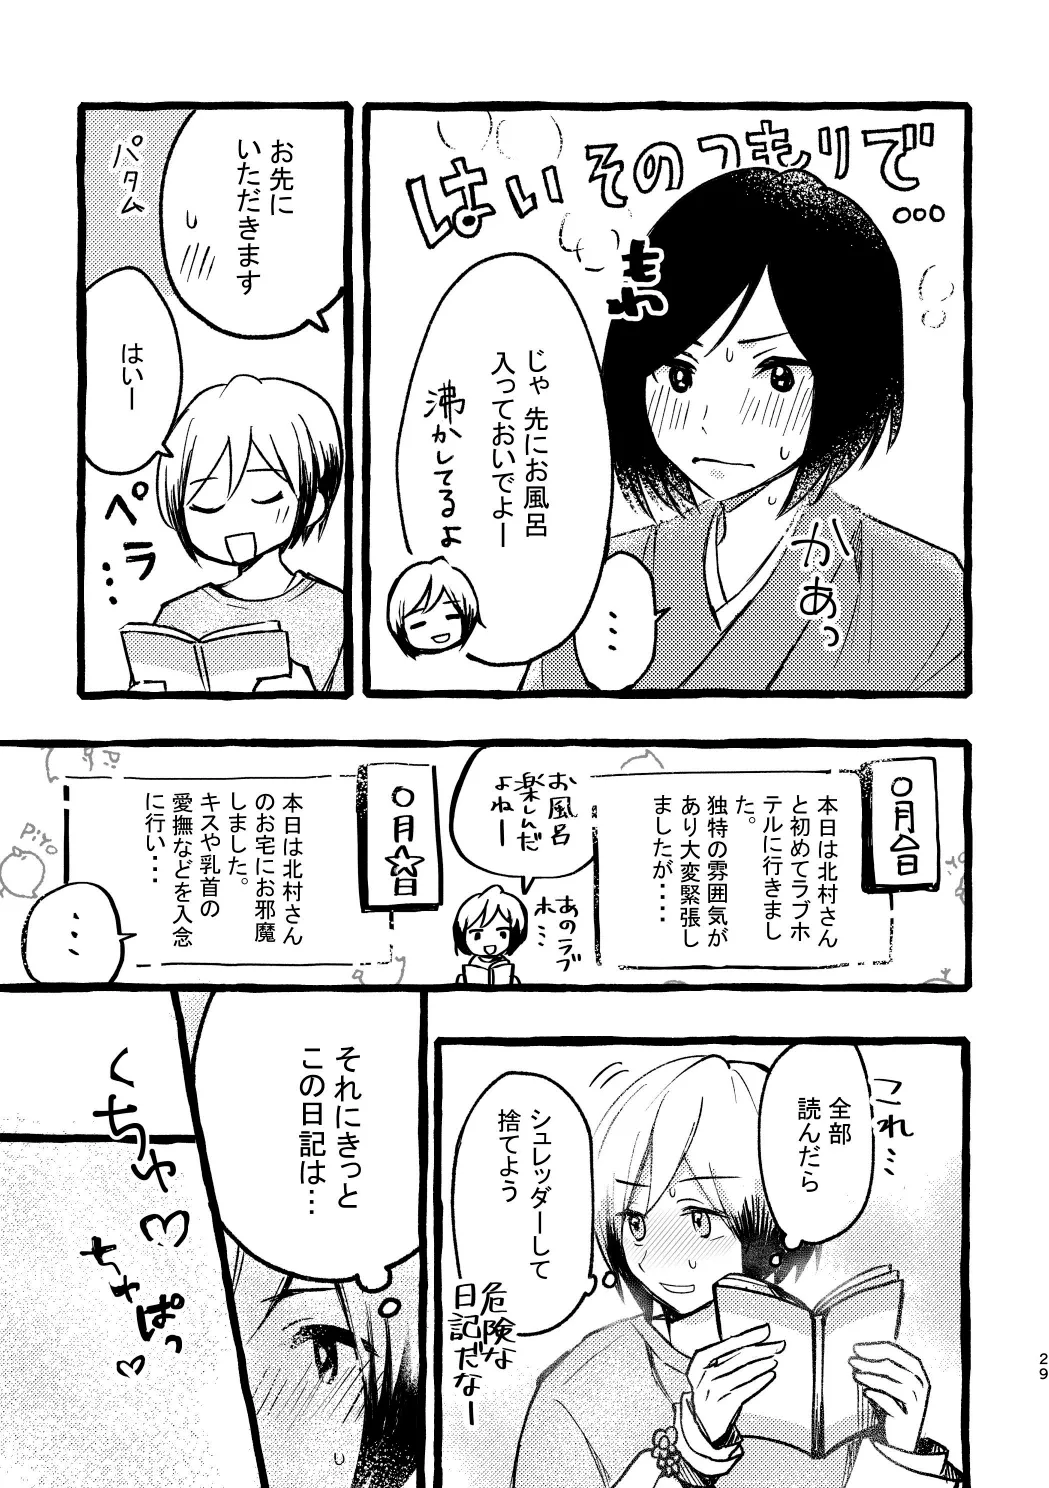 はい そのつもりで…
もわ
じゃ 先にお風呂
入っておいでよー
沸かしてるよ
…
かあっ
お先に
いただきます
パタム
はいー
ペラ…
〇月△日
本日は北村さん
と初めてラブホ
テルに行きまし
た。
独特の雰囲気が
あり大変緊張し
ましたが・・・・
お風呂
楽しんだ
よねー
あのラブ
ホ…
〇月☆日
本日は北村さん
のお宅にお邪魔
しました。
キスや乳首の
愛撫などを入念
に行い・・・
…
PiYO
これ…
全部
読んだら
シュレッダーして
捨てよう
危険な
日記だなー
それにきっと
この日記は…
くちゅ♡
ちゅぱっ♡
29